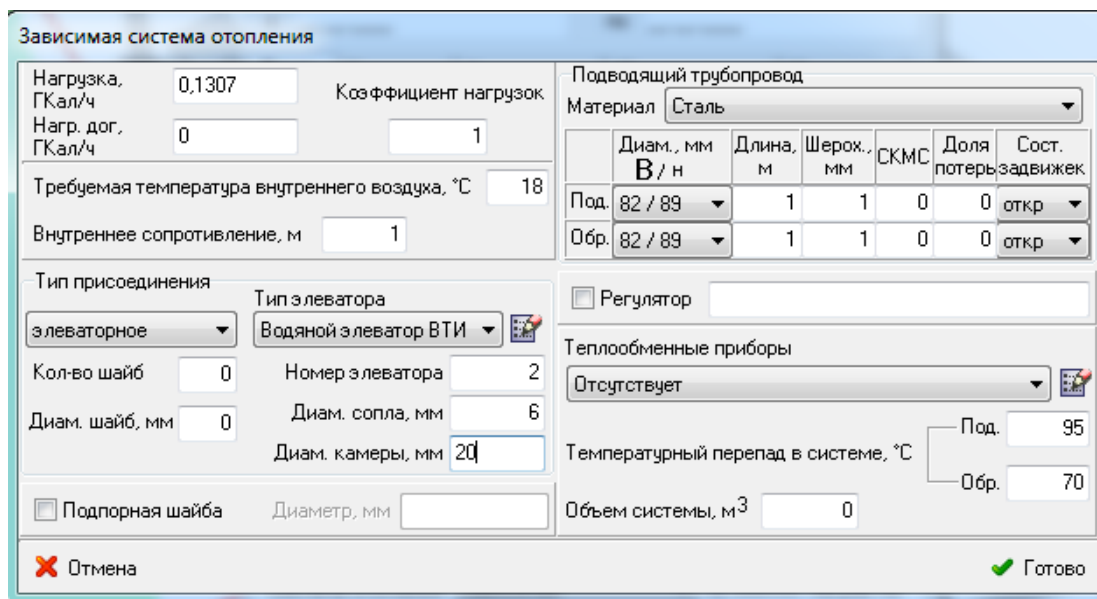 Зависимая система отопления
Нагрузка, ГКал/ч 0,1307
Коэффициент нагрузок
Нагр. дог, ГКал/ч 0 1
Требуемая температура внутреннего воздуха, °С 18
Внутреннее сопротивление, м 1
Тип присоединения
Тип элеватора
элеваторное Водяной элеватор ВТИ
Кол-во шайб 0 Номер элеватора 2
Диам. шайб, мм 0 Диам. сопла, мм 6
Диам. камеры, мм 20
Подпорная шайба Диаметр, мм
Подводящий трубопровод
Материал Сталь
Диам., мм В / н Длина, м Шерох., мм СКМС Доля потерь Сост. задвижек
Под. 82 / 89 1 1 0 0 откр
Обр. 82 / 89 1 1 0 0 откр
Регулятор
Теплообменные приборы
Отсутствует
Под. 95
Температурный перепад в системе, °С
Обр. 70
Объем системы, м3 0
Отмена Готово